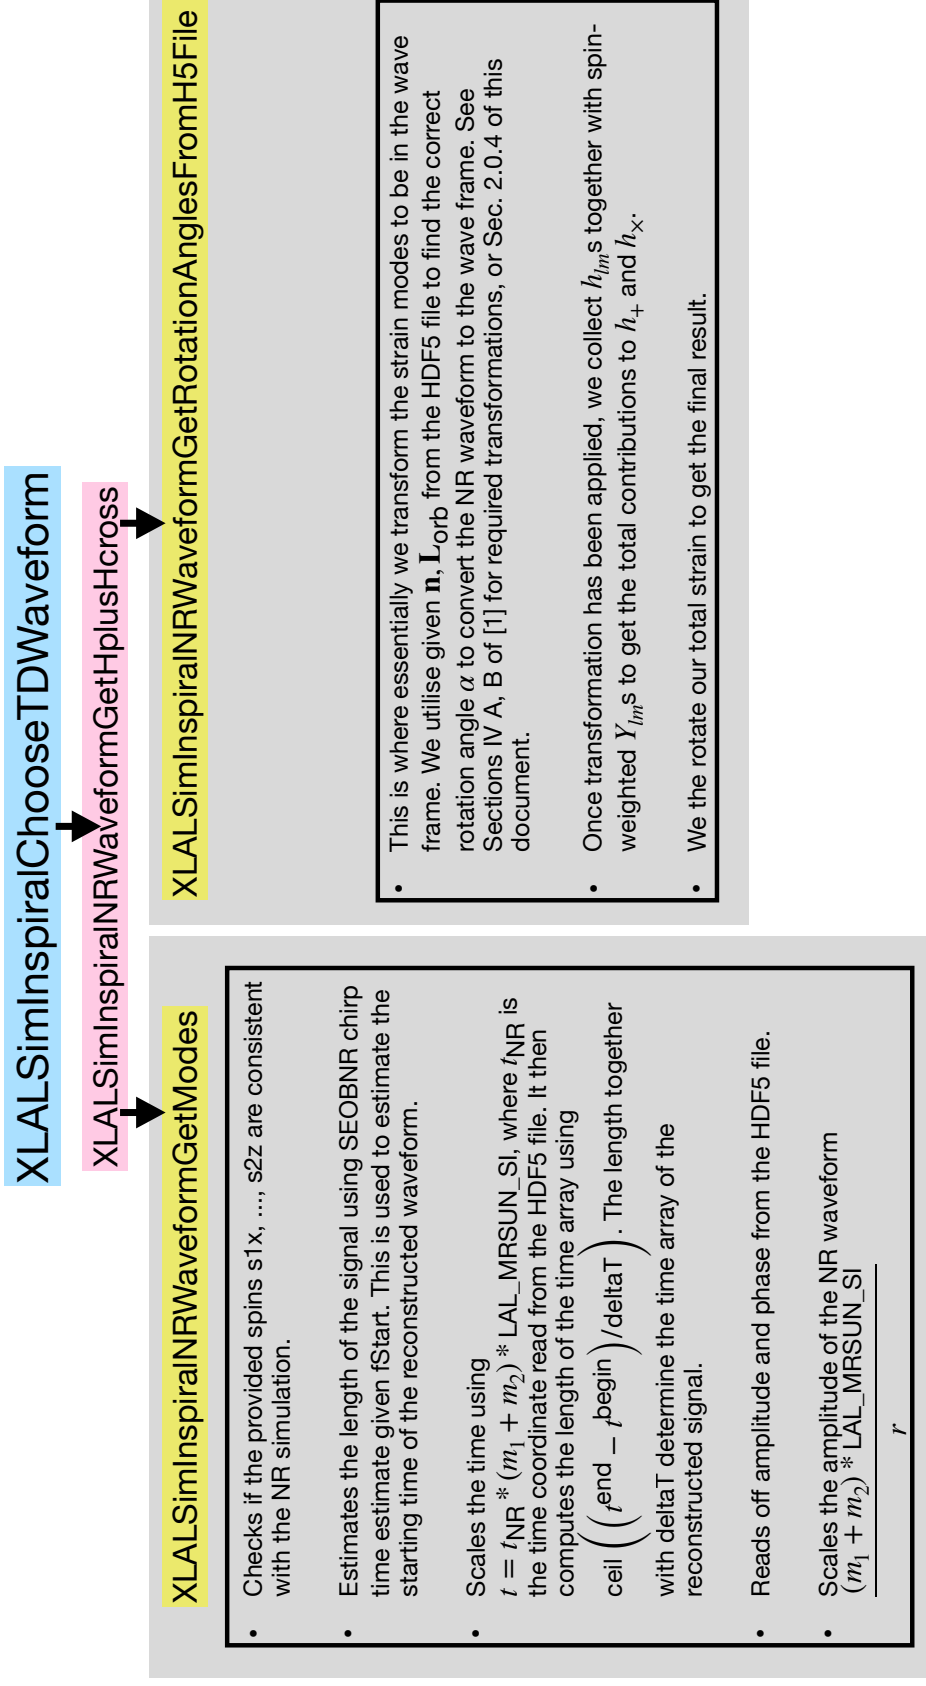 XLALSimInspiralChooseTDWaveform
XLALSimInspiralNRWaveformGetHplusHcross
XLALSimInspiralNRWaveformGetModes
• Checks if the provided spins s1x, ..., s2z are consistent
with the NR simulation.
• Estimates the length of the signal using SEOBNR chirp
time estimate given fStart. This is used to estimate the
starting time of the reconstructed waveform.
• Scales the time using
t = t_NR * (m_1 + m_2) * LAL_MRSUN_SI, where t_NR is
the time coordinate read from the HDF5 file. It then
computes the length of the time array using
ceil ((t^end − t^begin)/deltaT). The length together
with deltaT determine the time array of the
reconstructed signal.
• Reads off amplitude and phase from the HDF5 file.
• Scales the amplitude of the NR waveform
(m_1 + m_2) * LAL_MRSUN_SI
r
XLALSimInspiralNRWaveformGetRotationAnglesFromH5File
• This is where essentially we transform the strain modes to be in the wave
frame. We utilise given n, L_orb from the HDF5 file to find the correct
rotation angle α to convert the NR waveform to the wave frame. See
Sections IV A, B of [1] for required transformations, or Sec. 2.0.4 of this
document.
• Once transformation has been applied, we collect h_lm s together with spin-
weighted Y_lm s to get the total contributions to h_+ and h_×.
• We the rotate our total strain to get the final result.